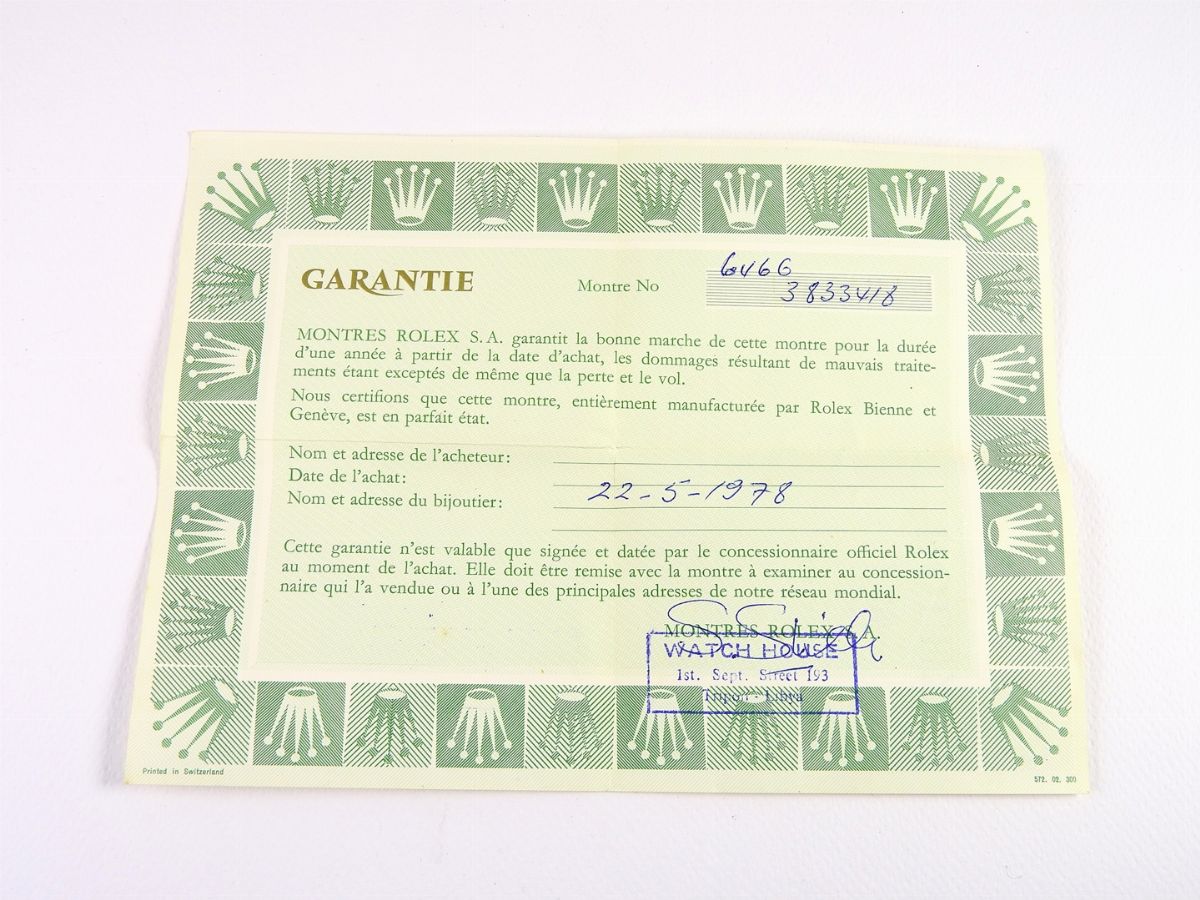 GARANTIE
Montre No
6466
3833418
MONTRES ROLEX S. A. garantit la bonne marche de cette montre pour la durée
d'une année à partir de la date d'achat, les dommages résultant de mauvais traite-
ments étant exceptés de même que la perte et le vol.
Nous certifions que cette montre, entièrement manufacturée par Rolex Bienne et
Genève, est en parfait état.
Nom et adresse de l'acheteur:
Date de l'achat:
22-5-1978
Nom et adresse du bijoutier:
Cette garantie n'est valable que signée et datée par le concessionnaire officiel Rolex
au moment de l'achat. Elle doit être remise avec la montre à examiner au concession-
naire qui l'a vendue ou à l'une des principales adresses de notre réseau mondial.
MONTRES ROLEX S. A.
WATCH HOUSE
1st. Sept. Street 193
Tripoli - Libya
Printed in Switzerland
572. 02. 300